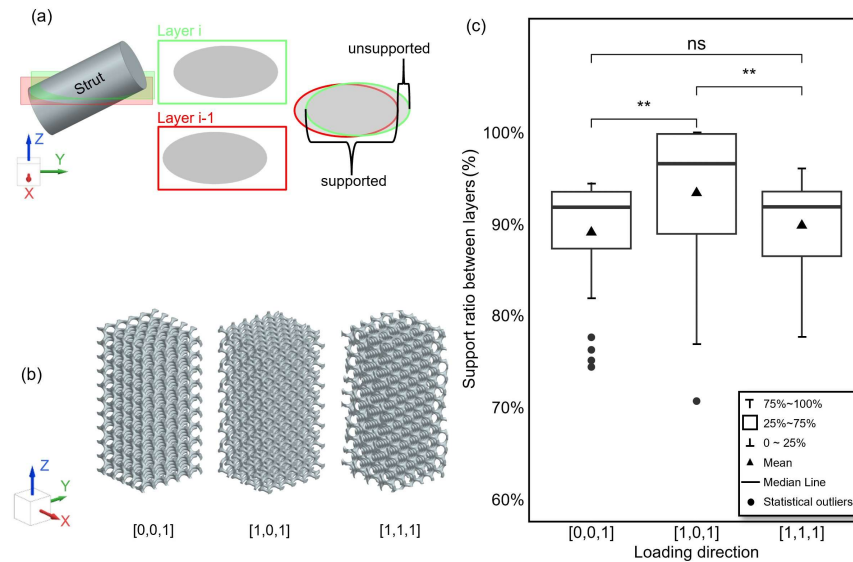 (a)
Layer i
Strut
Z
Y
X
Layer i-1
unsupported
supported
(b)
Z
Y
X
[0,0,1]
[1,0,1]
[1,1,1]
(c)
Support ratio between layers (%)
100%
90%
80%
70%
60%
ns
**
**
75%~100%
25%~75%
0 ~ 25%
Mean
Median Line
Statistical outliers
[0,0,1]
[1,0,1]
[1,1,1]
Loading direction